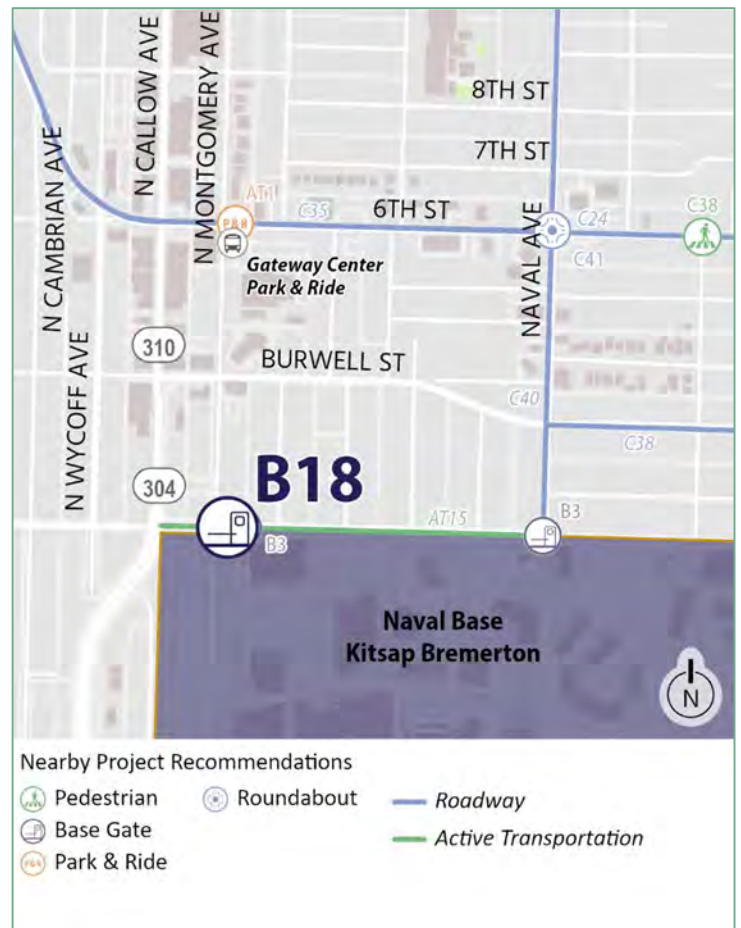 8TH ST
7TH ST
N CALLOW AVE
N MONTGOMERY AVE
N CAMBRIAN AVE
AT1
P&R
C35
6TH ST
C24
C38
C41
NAVAL AVE
Gateway Center
Park & Ride
310
BURWELL ST
N WYCOFF AVE
C40
C38
304
B18
B3
AT15
B3
Naval Base
Kitsap Bremerton
N
Nearby Project Recommendations
Pedestrian
Roundabout
Roadway
Base Gate
Active Transportation
P&R
Park & Ride